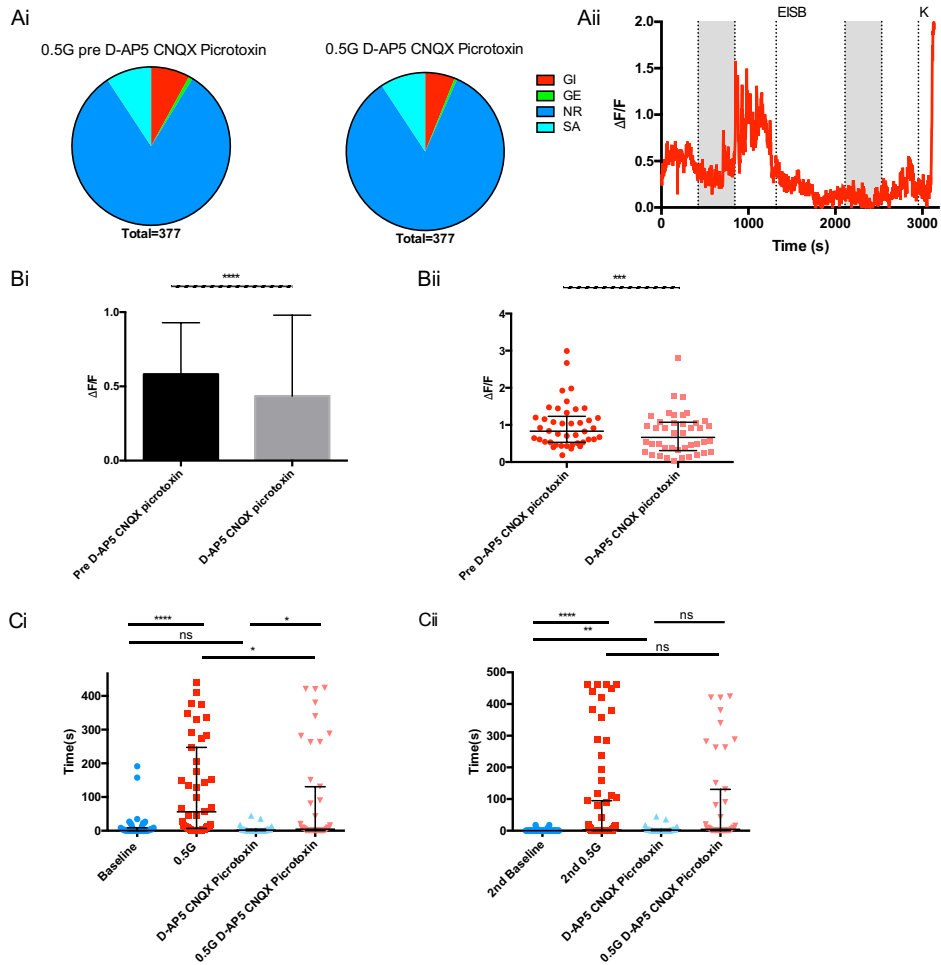 Ai
0.5G pre D-AP5 CNQX Picrotoxin
Total=377
0.5G D-AP5 CNQX Picrotoxin
Total=377
GI
GE
NR
SA
Aii
EISB
K
ΔF/F
2.0
1.5
1.0
0.5
0.0
0
1000
2000
3000
Time (s)
Bi
****
ΔF/F
1.0
0.5
0.0
Pre D-AP5 CNQX picrotoxin
D-AP5 CNQX picrotoxin
Bii
***
ΔF/F
4
3
2
1
0
Pre D-AP5 CNQX picrotoxin
D-AP5 CNQX picrotoxin
Ci
****
*
ns
*
Time(s)
400
300
200
100
0
Baseline
0.5G
D-AP5 CNQX Picrotoxin
0.5G D-AP5 CNQX Picrotoxin
Cii
****
ns
**
ns
Time(s)
500
400
300
200
100
0
2nd Baseline
2nd 0.5G
D-AP5 CNQX Picrotoxin
0.5G D-AP5 CNQX Picrotoxin